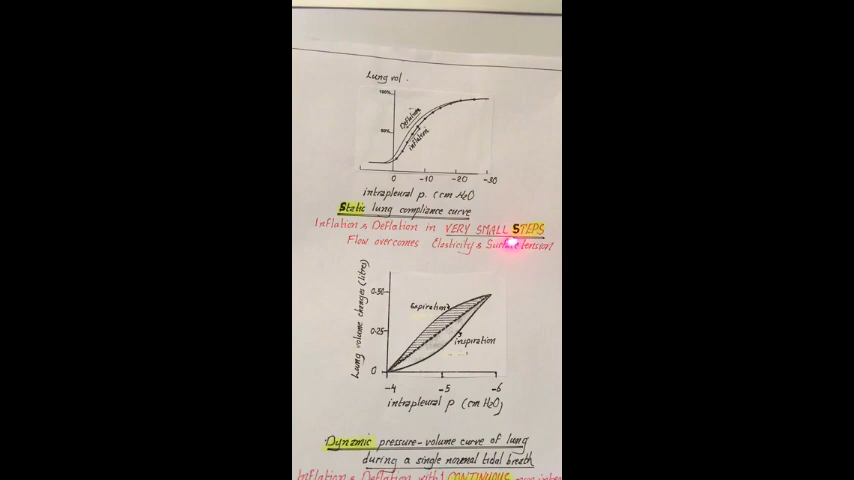 Lung vol.
100%
50%
Deflation
inflation
0 -10 -20 -30
intrapleural p. (cm H₂O
Static lung compliance curve
Inflation & Deflation in VERY SMALL STEPS
Flow overcomes Elasticity & Surface tension
Lung volume changes (litres)
0.50
expiration
0.25
inspiration
0
-4 -5 -6
intrapleural p (cm H₂O)
Dynamic pressure-volume curve of lung
during a single normal tidal breath
Inflation & Deflation with CONTINUOUS